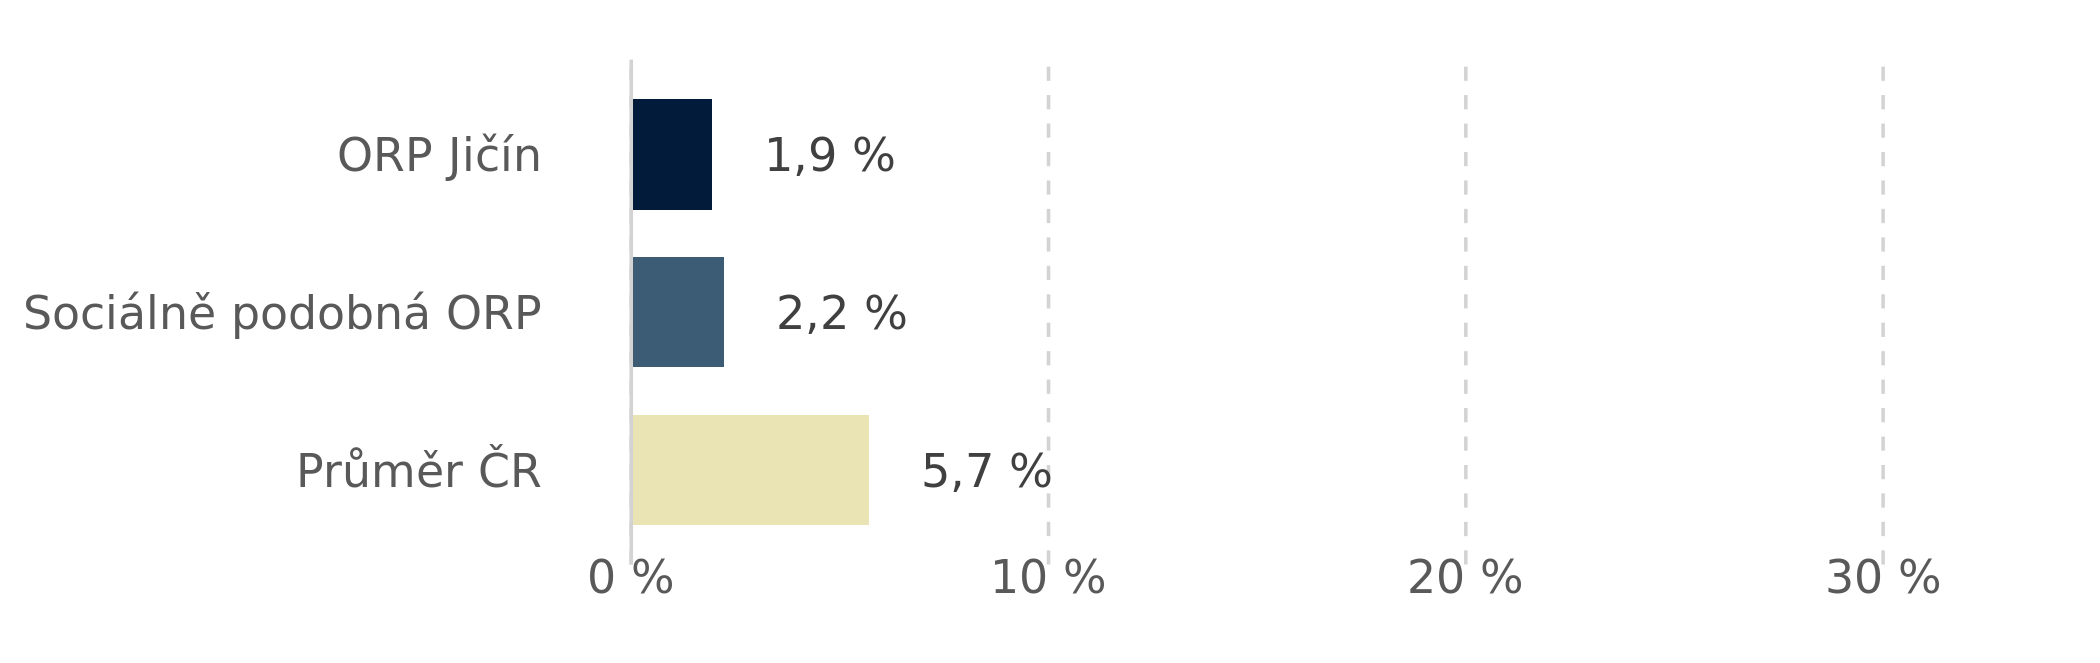 ORP Jičín 1,9 %
Sociálně podobná ORP 2,2 %
Průměr ČR 5,7 %
0 % 10 % 20 % 30 %